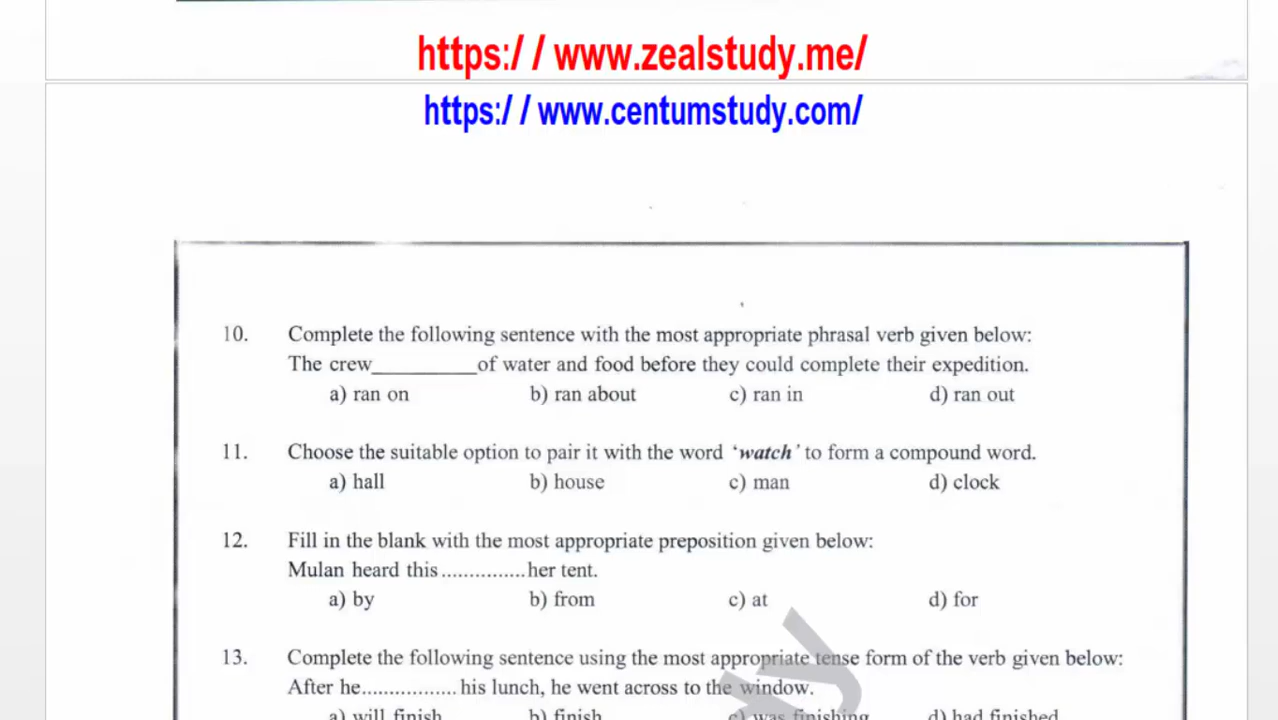 https:/ / www.zealstudy.me/
https:/ / www.centumstudy.com/
10. Complete the following sentence with the most appropriate phrasal verb given below:
The crew__________of water and food before they could complete their expedition.
a) ran on b) ran about c) ran in d) ran out
11. Choose the suitable option to pair it with the word ‘watch’ to form a compound word.
a) hall b) house c) man d) clock
12. Fill in the blank with the most appropriate preposition given below:
Mulan heard this...............her tent.
a) by b) from c) at d) for
13. Complete the following sentence using the most appropriate tense form of the verb given below:
After he.................his lunch, he went across to the window.
a) will finish b) finish c) was finishing d) had finished
dy